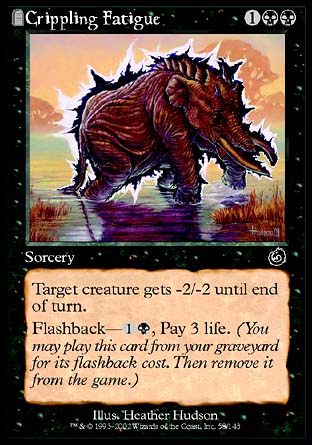 Crippling Fatigue 1
Sorcery
Target creature gets -2/-2 until end
of turn.
Flashback—1, Pay 3 life. (You
may play this card from your graveyard
for its flashback cost. Then remove it
from the game.)
Illus. Heather Hudson
™ & © 1993-2002 Wizards of the Coast, Inc. 58/143